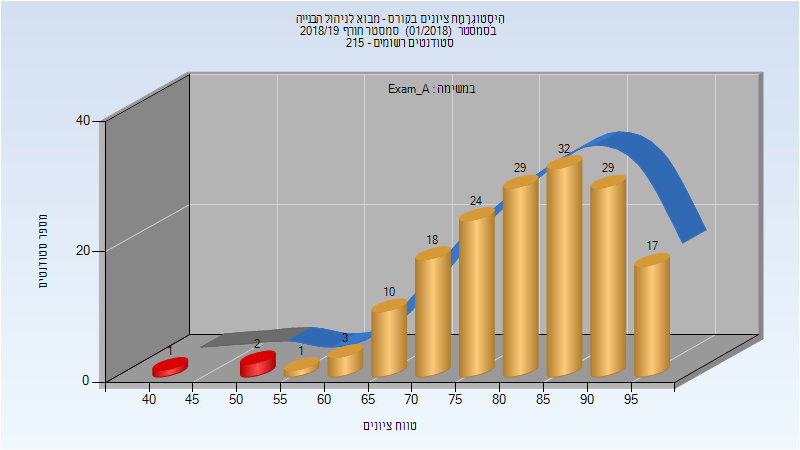 היסטוגרמת ציונים בקורס - מבוא לניהול הבנייה
בסמסטר (01/2018) סמסטר חורף 2018/19
סטודנטים רשומים - 215
במשימה : Exam_A
מספר סטודנטים
40
20
0
1
2
1
3
10
18
24
29
32
29
17
40 45 50 55 60 65 70 75 80 85 90 95
טווח ציונים